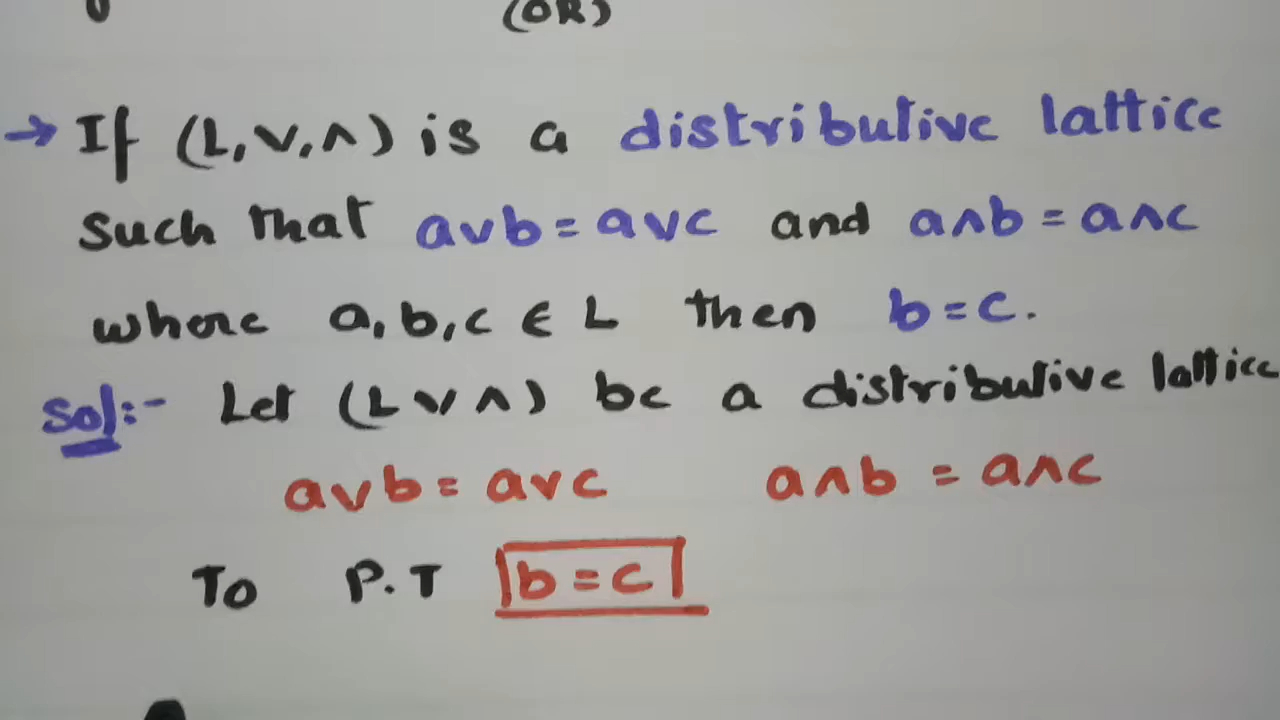 (OR)
→ If (L, ∨, ∧) is a distributive lattice
such that a∨b = a∨c and a∧b = a∧c
where a, b, c ∈ L then b = c.
Sol:- Let (L ∨ ∧) be a distributive lattice
a∨b = a∨c a∧b = a∧c
To P.T b = c